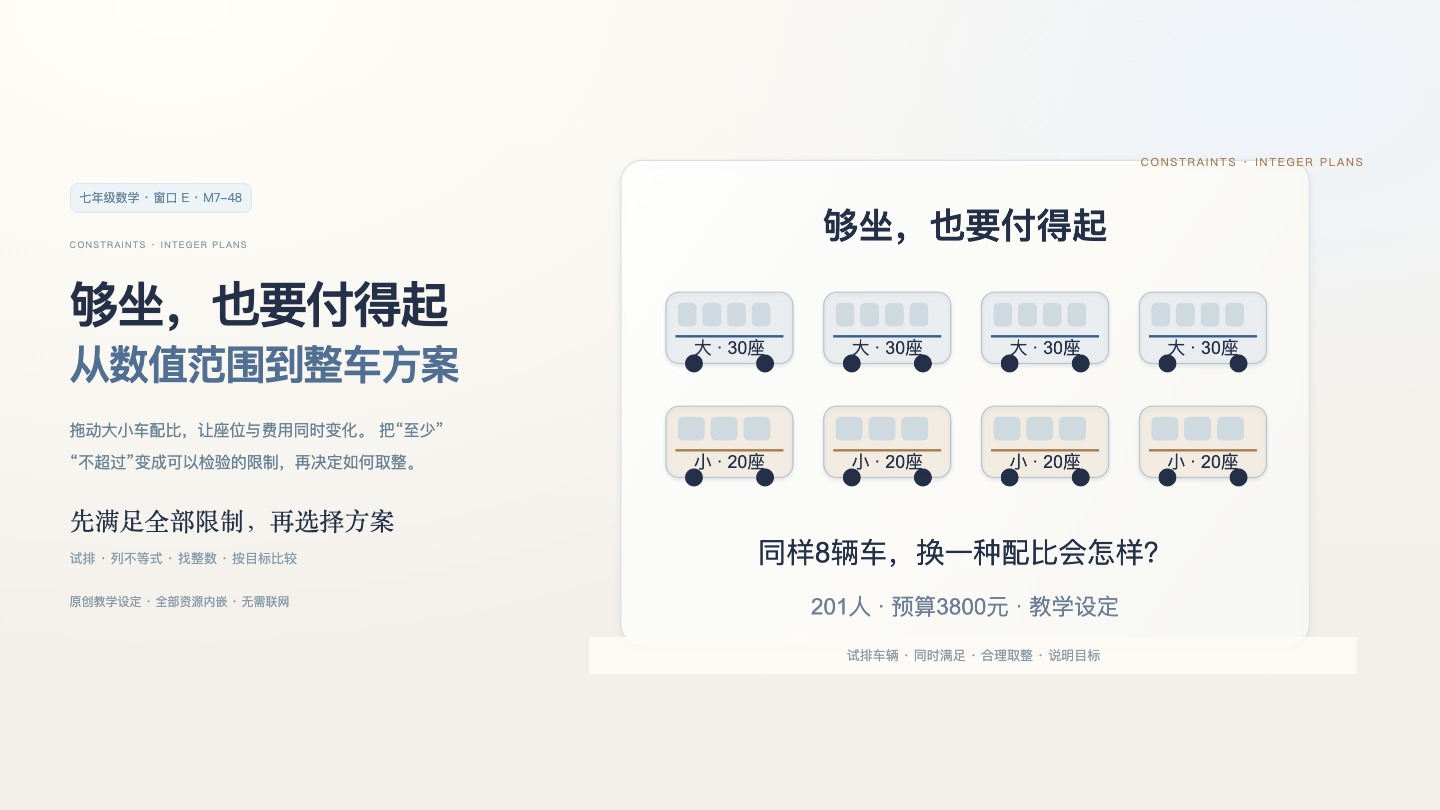 七年级数学 · 窗口 E · M7–48
CONSTRAINTS · INTEGER PLANS
够坐，也要付得起
从数值范围到整车方案
拖动大小车配比，让座位与费用同时变化。 把“至少”
“不超过”变成可以检验的限制，再决定如何取整。
先满足全部限制，再选择方案
试排 · 列不等式 · 找整数 · 按目标比较
原创教学设定 · 全部资源内嵌 · 无需联网
CONSTRAINTS · INTEGER PLANS
够坐，也要付得起
大 · 30座
大 · 30座
大 · 30座
大 · 30座
小 · 20座
小 · 20座
小 · 20座
小 · 20座
同样8辆车，换一种配比会怎样？
201人 · 预算3800元 · 教学设定
试排车辆 · 同时满足 · 合理取整 · 说明目标